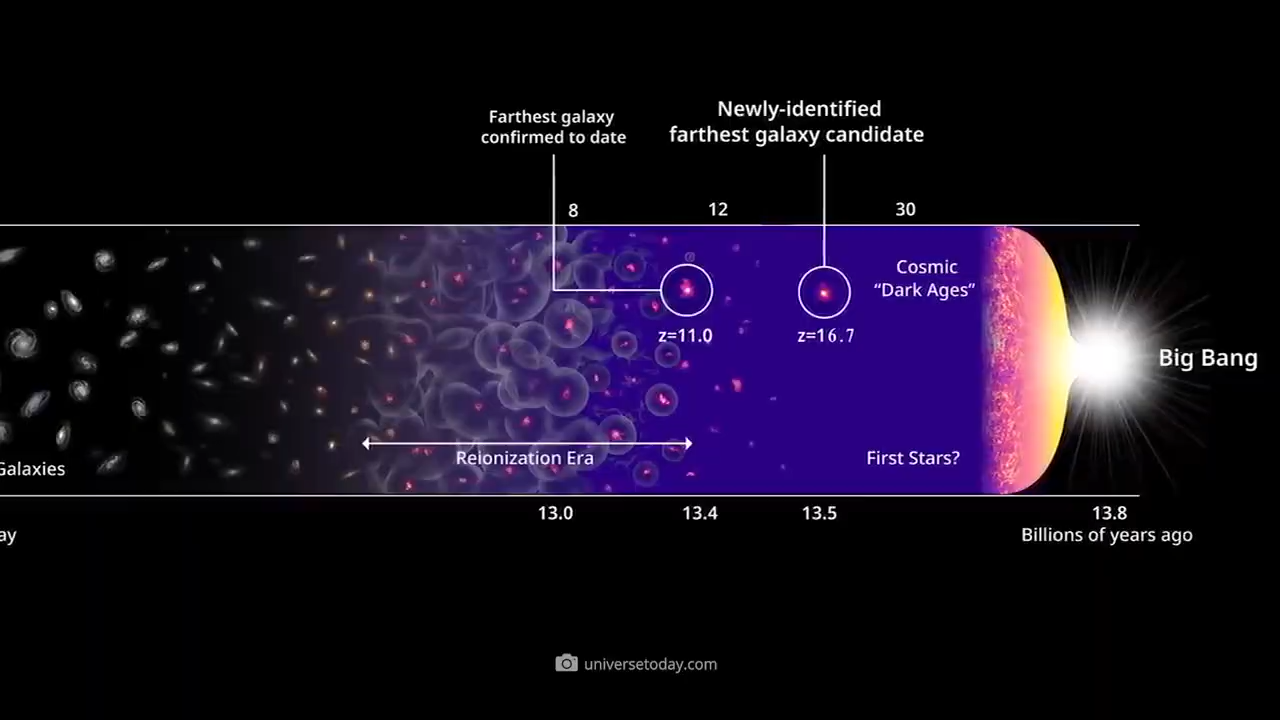 Farthest galaxy
confirmed to date
Newly-identified
farthest galaxy candidate
8
12
30
Cosmic
“Dark Ages”
z=11.0
z=16.7
Big Bang
Reionization Era
First Stars?
Galaxies
13.0
13.4
13.5
13.8
ay
Billions of years ago
universetoday.com